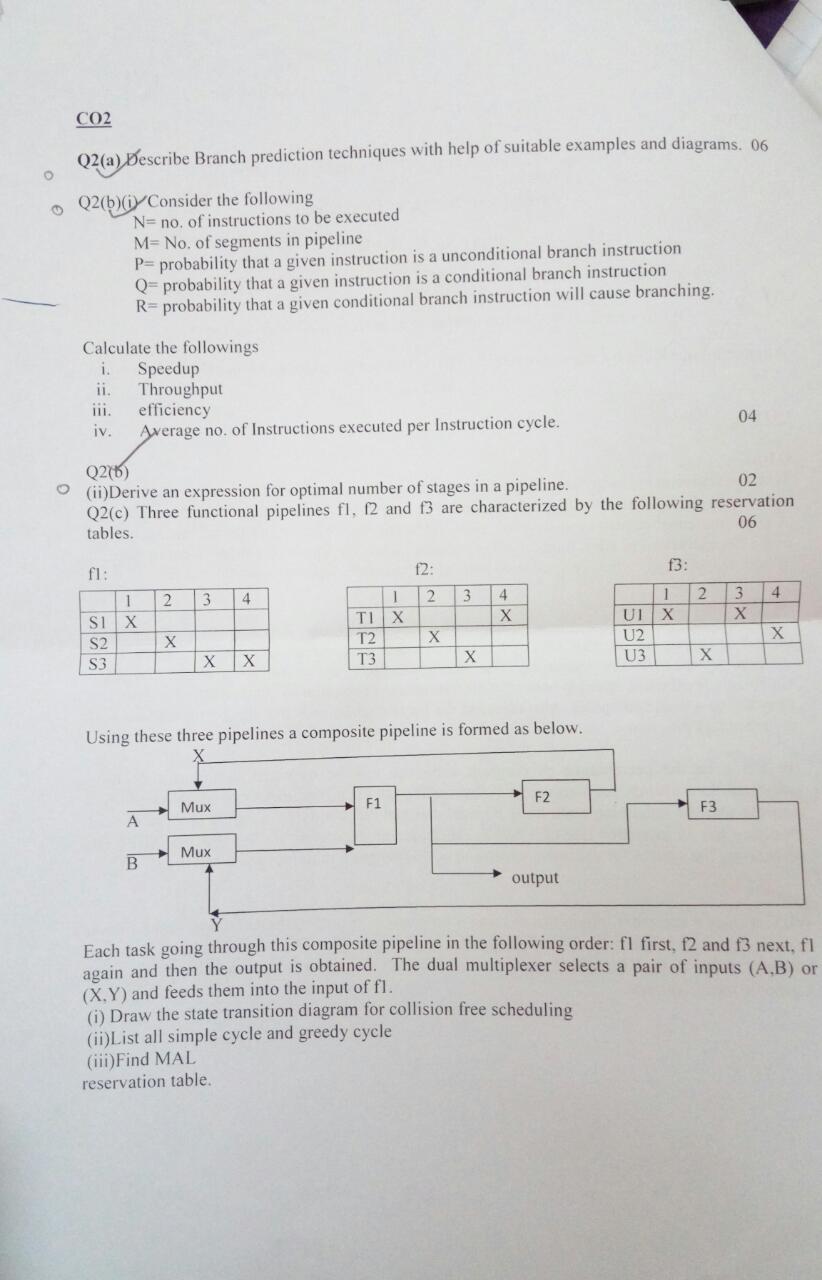 CO2
Q2(a) Describe Branch prediction techniques with help of suitable examples and diagrams. 06
Q2(b)(i) Consider the following
N= no. of instructions to be executed
M= No. of segments in pipeline
P= probability that a given instruction is a unconditional branch instruction
Q= probability that a given instruction is a conditional branch instruction
R= probability that a given conditional branch instruction will cause branching.
Calculate the followings
i. Speedup
ii. Throughput
iii. efficiency
iv. Average no. of Instructions executed per Instruction cycle. 04
Q2(b)
(ii)Derive an expression for optimal number of stages in a pipeline. 02
Q2(c) Three functional pipelines f1, f2 and f3 are characterized by the following reservation
tables. 06
f1: f2: f3:
1 2 3 4 1 2 3 4 1 2 3 4
S1 X T1 X X U1 X X
S2 X T2 X U2 X
S3 X X T3 X U3 X
Using these three pipelines a composite pipeline is formed as below.
X
Mux F1 F2 F3
A
Mux
B
output
Y
Each task going through this composite pipeline in the following order: f1 first, f2 and f3 next, f1
again and then the output is obtained. The dual multiplexer selects a pair of inputs (A,B) or
(X,Y) and feeds them into the input of f1.
(i) Draw the state transition diagram for collision free scheduling
(ii)List all simple cycle and greedy cycle
(iii)Find MAL
reservation table.